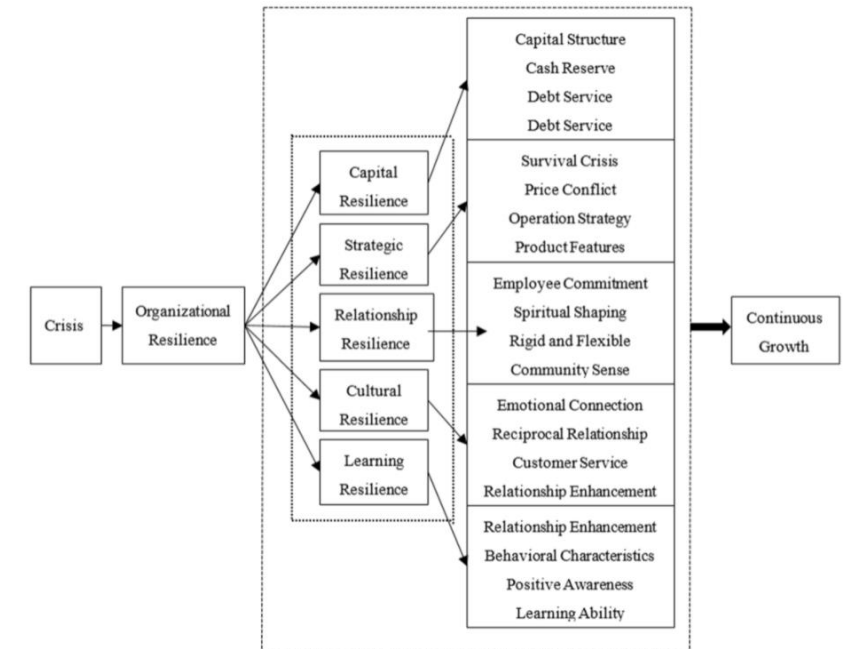 Crisis
Organizational
Resilience
Capital
Resilience
Strategic
Resilience
Relationship
Resilience
Cultural
Resilience
Learning
Resilience
Capital Structure
Cash Reserve
Debt Service
Debt Service
Survival Crisis
Price Conflict
Operation Strategy
Product Features
Employee Commitment
Spiritual Shaping
Rigid and Flexible
Community Sense
Emotional Connection
Reciprocal Relationship
Customer Service
Relationship Enhancement
Relationship Enhancement
Behavioral Characteristics
Positive Awareness
Learning Ability
Continuous
Growth